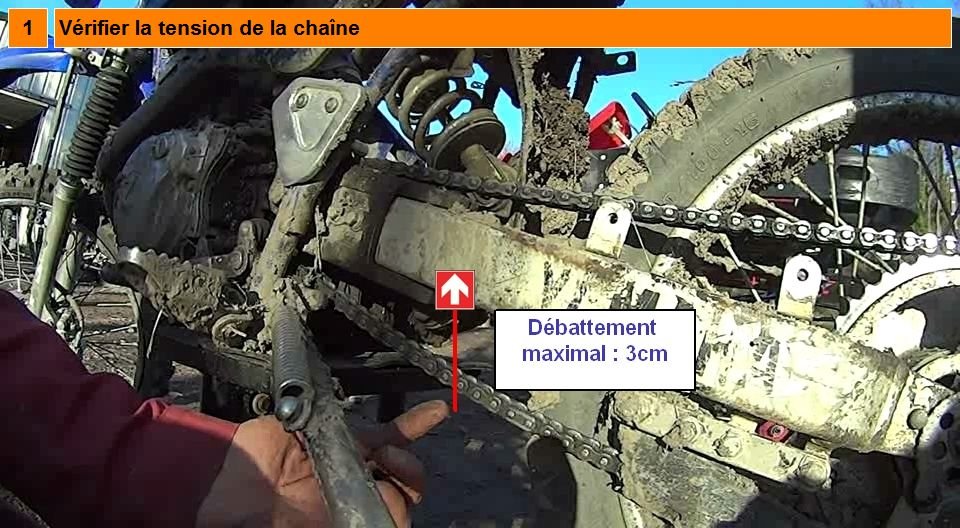 1 Vérifier la tension de la chaîne
Débattement
maximal : 3cm